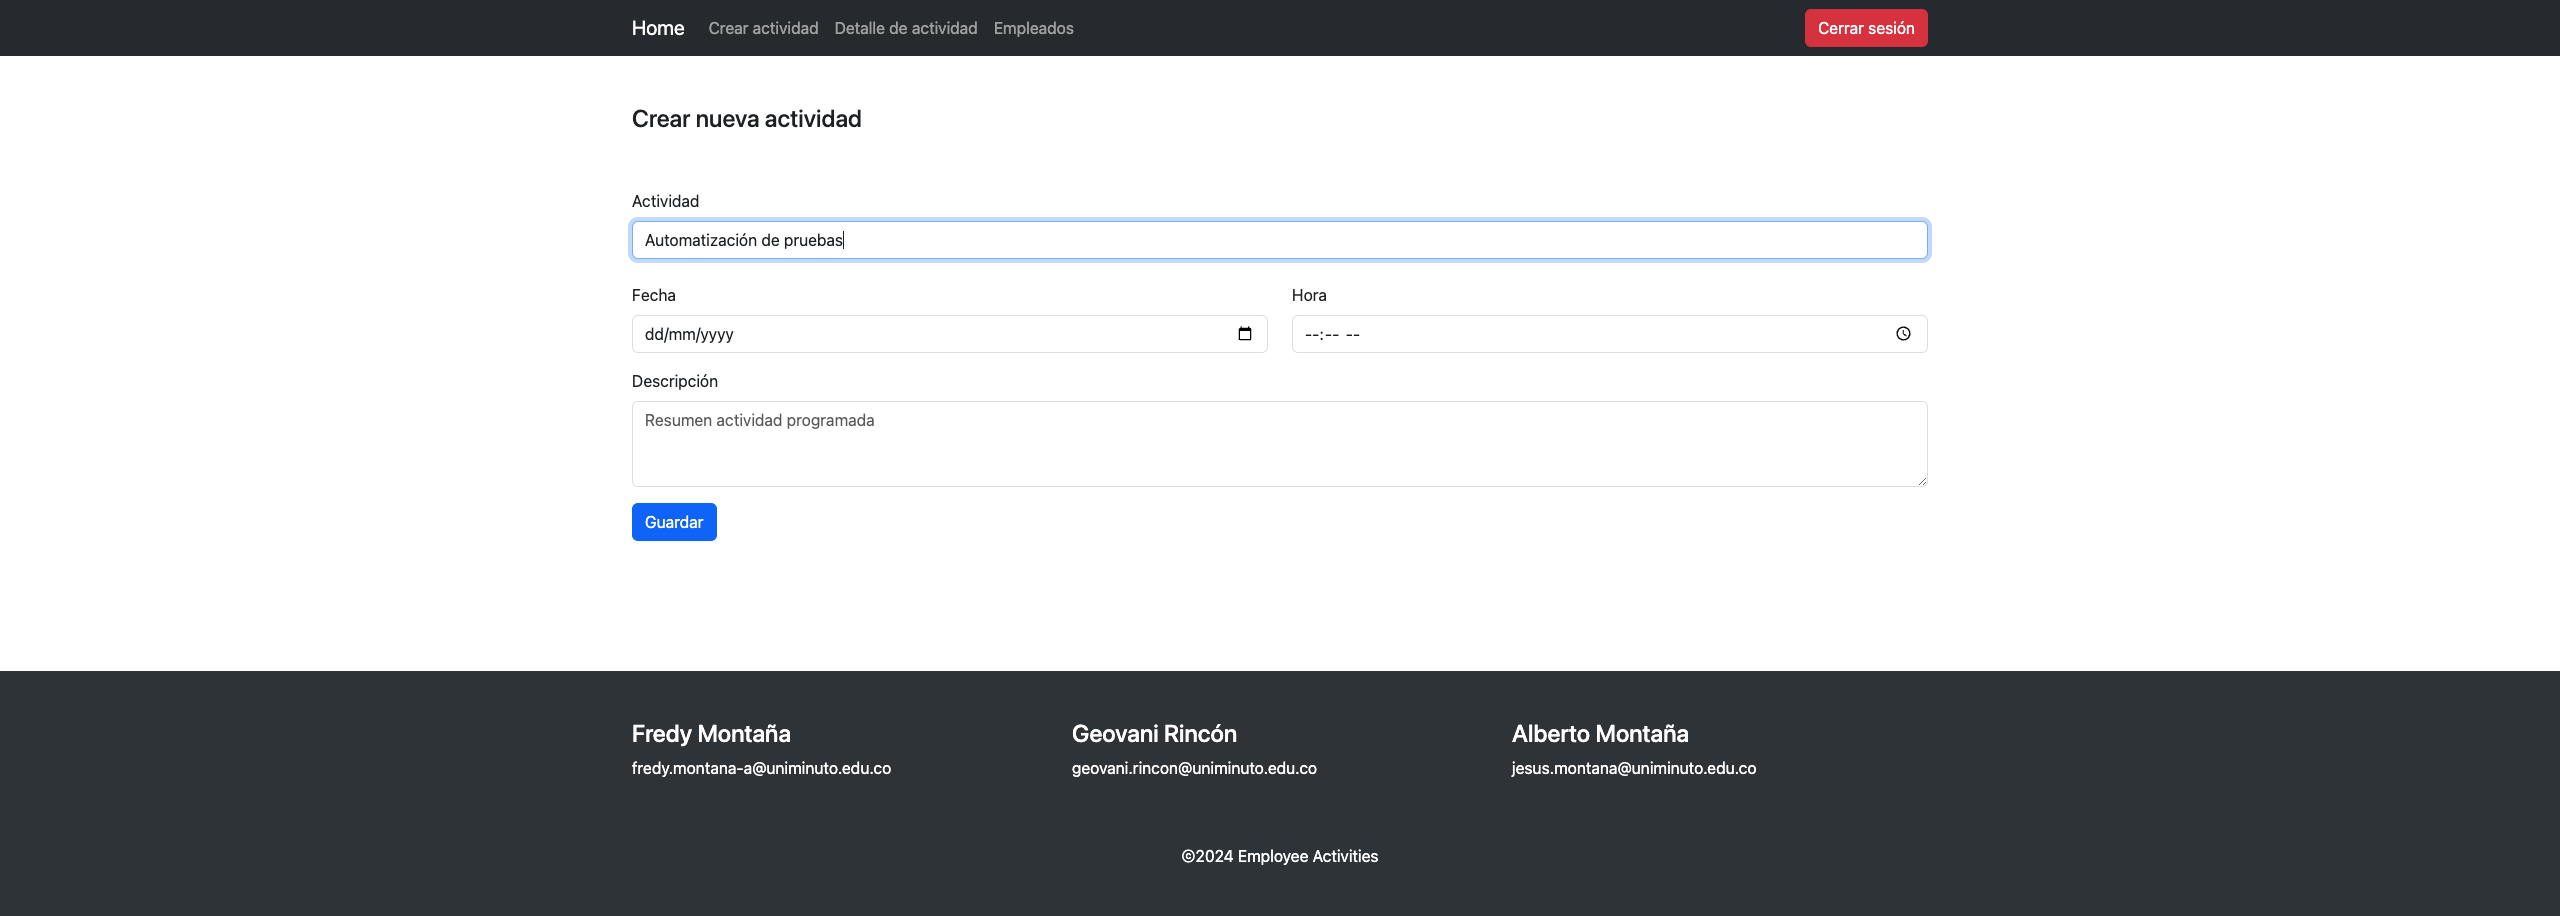 Home Crear actividad Detalle de actividad Empleados Cerrar sesión
Crear nueva actividad
Actividad
Automatización de pruebas
Fecha Hora
dd/mm/yyyy --:-- --
Descripción
Resumen actividad programada
Guardar
Fredy Montaña Geovani Rincón Alberto Montaña
fredy.montana-a@uniminuto.edu.co geovani.rincon@uniminuto.edu.co jesus.montana@uniminuto.edu.co
©2024 Employee Activities